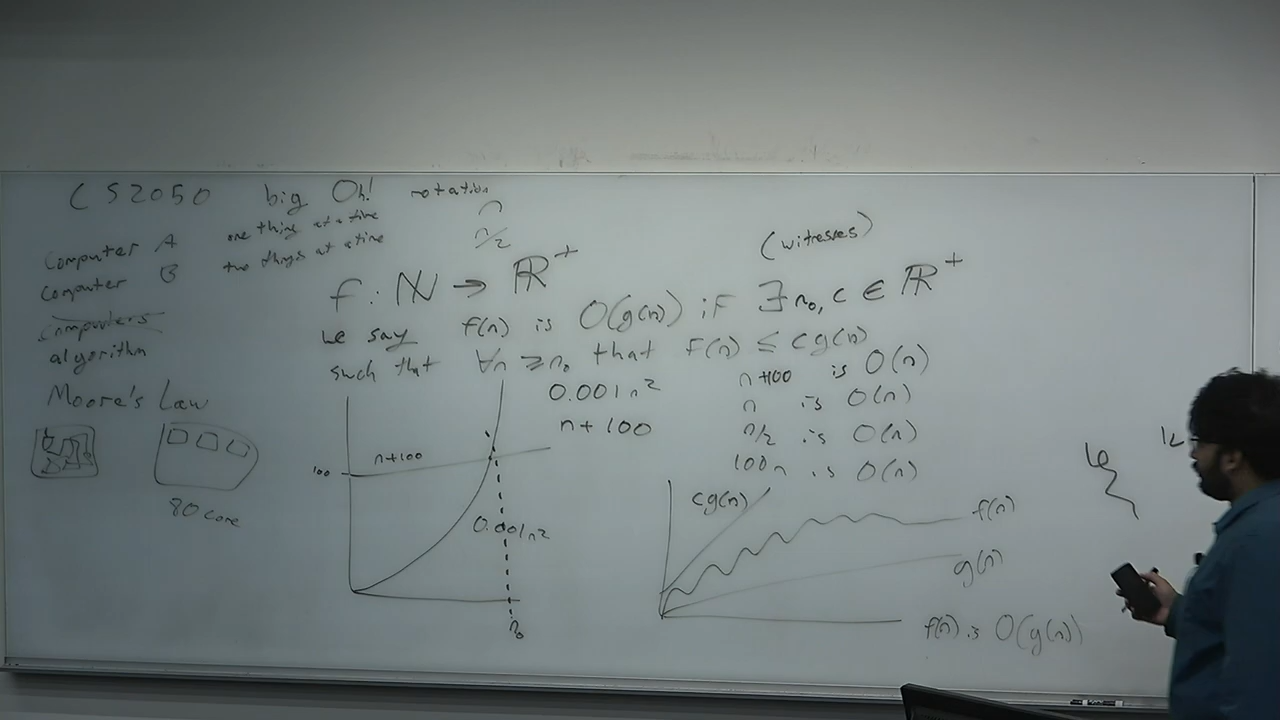 CS2050 big Oh! notation
Computer A one thing at a time
Computer B two things at a time
n
n/2
(witnesses)
computers
algorithm
f : ℕ → ℝ⁺
we say f(n) is O(g(n)) if ∃ n₀, c ∈ ℝ⁺
such that ∀n ≥ n₀ that f(n) ≤ cg(n)
Moore's Law
80 core
0.001n²
n+100
n+100 is O(n)
n is O(n)
n/2 is O(n)
100n is O(n)
100
n+100
0.001n²
n₀
cg(n)
f(n)
g(n)
f(n) is O(g(n))